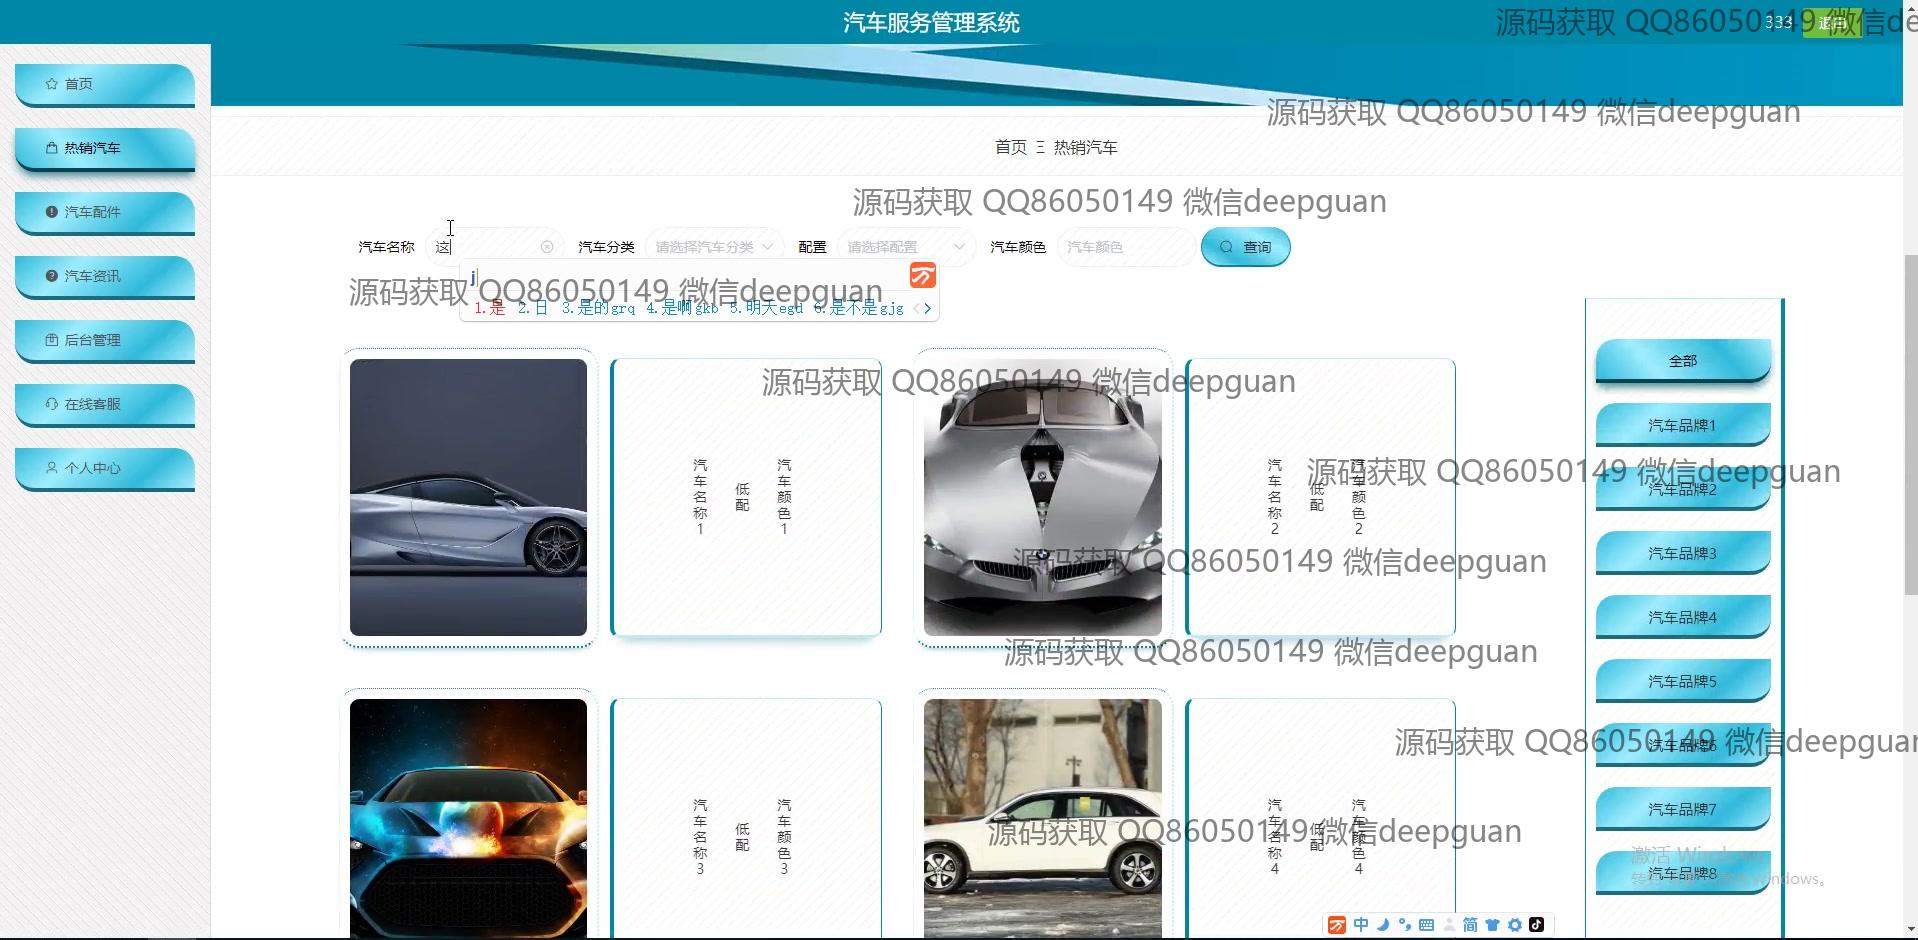 汽车服务管理系统
333 退出
源码获取 QQ86050149 微信de
首页
热销汽车
汽车配件
汽车资讯
后台管理
在线客服
个人中心
源码获取 QQ86050149 微信deepguan
首页 Ξ 热销汽车
源码获取 QQ86050149 微信deepguan
汽车名称 这 汽车分类 请选择汽车分类 配置 请选择配置 汽车颜色 汽车颜色 查询
j
源码获取 QQ86050149 微信deepguan
1.是 2.日 3.是的grq 4.是啊gkb 5.明天egd 6.是不是gjg
源码获取 QQ86050149 微信deepguan
汽车名称1
低配
汽车颜色1
汽车名称2
低配
汽车颜色2
源码获取 QQ86050149 微信deepguan
源码获取 QQ86050149 微信deepguan
源码获取 QQ86050149 微信deepguan
汽车名称3
低配
汽车颜色3
汽车名称4
低配
汽车颜色4
源码获取 QQ86050149 微信deepguan
源码获取 QQ86050149 微信deepguan
全部
汽车品牌1
汽车品牌2
汽车品牌3
汽车品牌4
汽车品牌5
汽车品牌6
汽车品牌7
汽车品牌8
激活 Windows
中 简